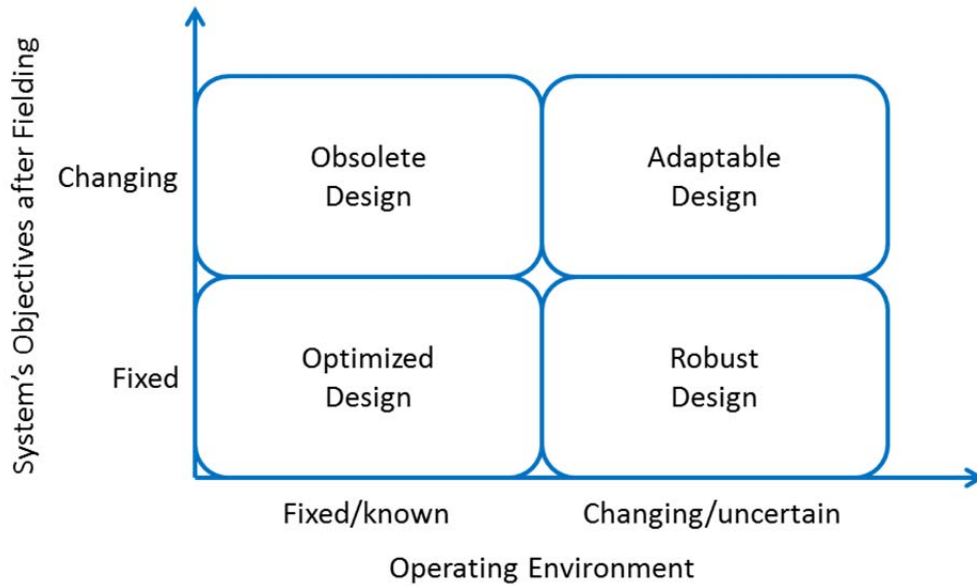 System's Objectives after Fielding
Changing
Obsolete
Design
Adaptable
Design
Fixed
Optimized
Design
Robust
Design
Fixed/known
Changing/uncertain
Operating Environment